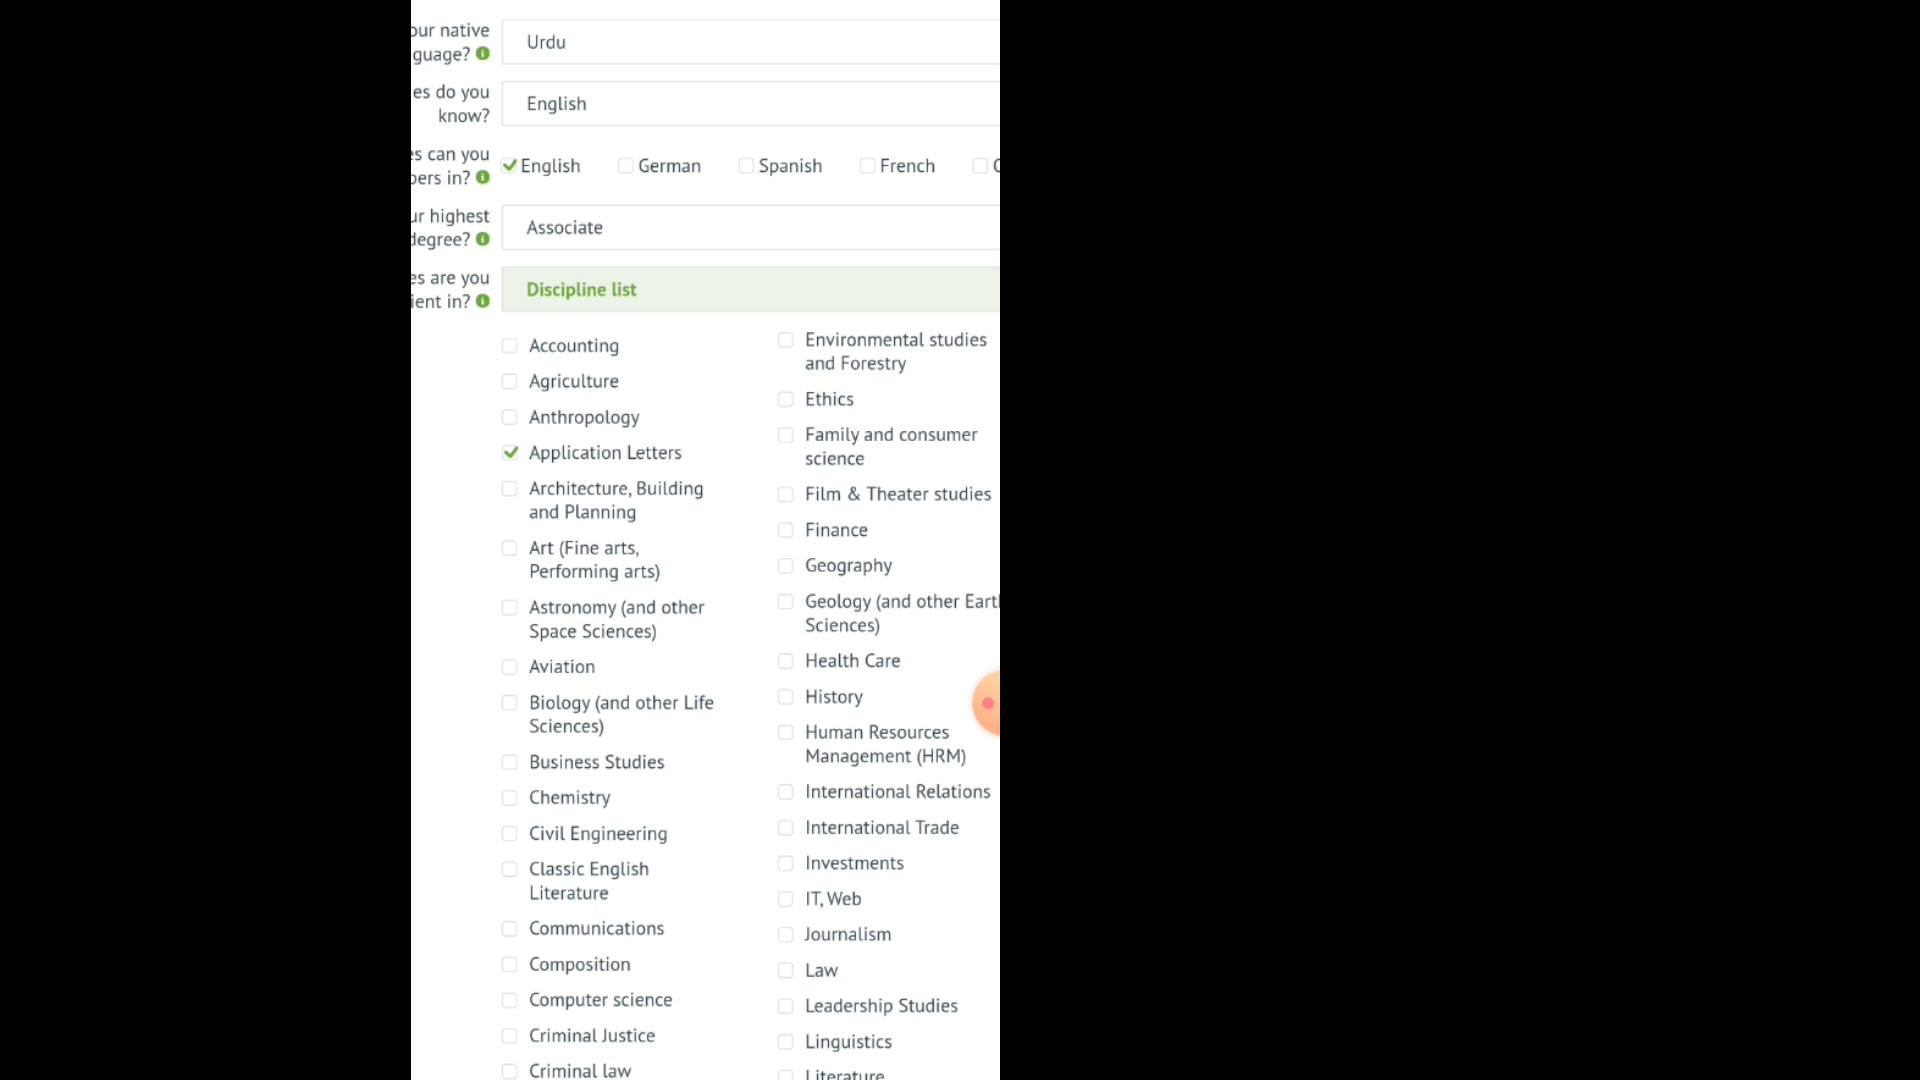 our native
guage?
Urdu
es do you
know?
English
es can you
pers in?
English
German
Spanish
French
ur highest
degree?
Associate
es are you
ient in?
Discipline list
Accounting
Agriculture
Anthropology
Application Letters
Architecture, Building
and Planning
Art (Fine arts,
Performing arts)
Astronomy (and other
Space Sciences)
Aviation
Biology (and other Life
Sciences)
Business Studies
Chemistry
Civil Engineering
Classic English
Literature
Communications
Composition
Computer science
Criminal Justice
Criminal law
Environmental studies
and Forestry
Ethics
Family and consumer
science
Film & Theater studies
Finance
Geography
Geology (and other Eart
Sciences)
Health Care
History
Human Resources
Management (HRM)
International Relations
International Trade
Investments
IT, Web
Journalism
Law
Leadership Studies
Linguistics
Literature